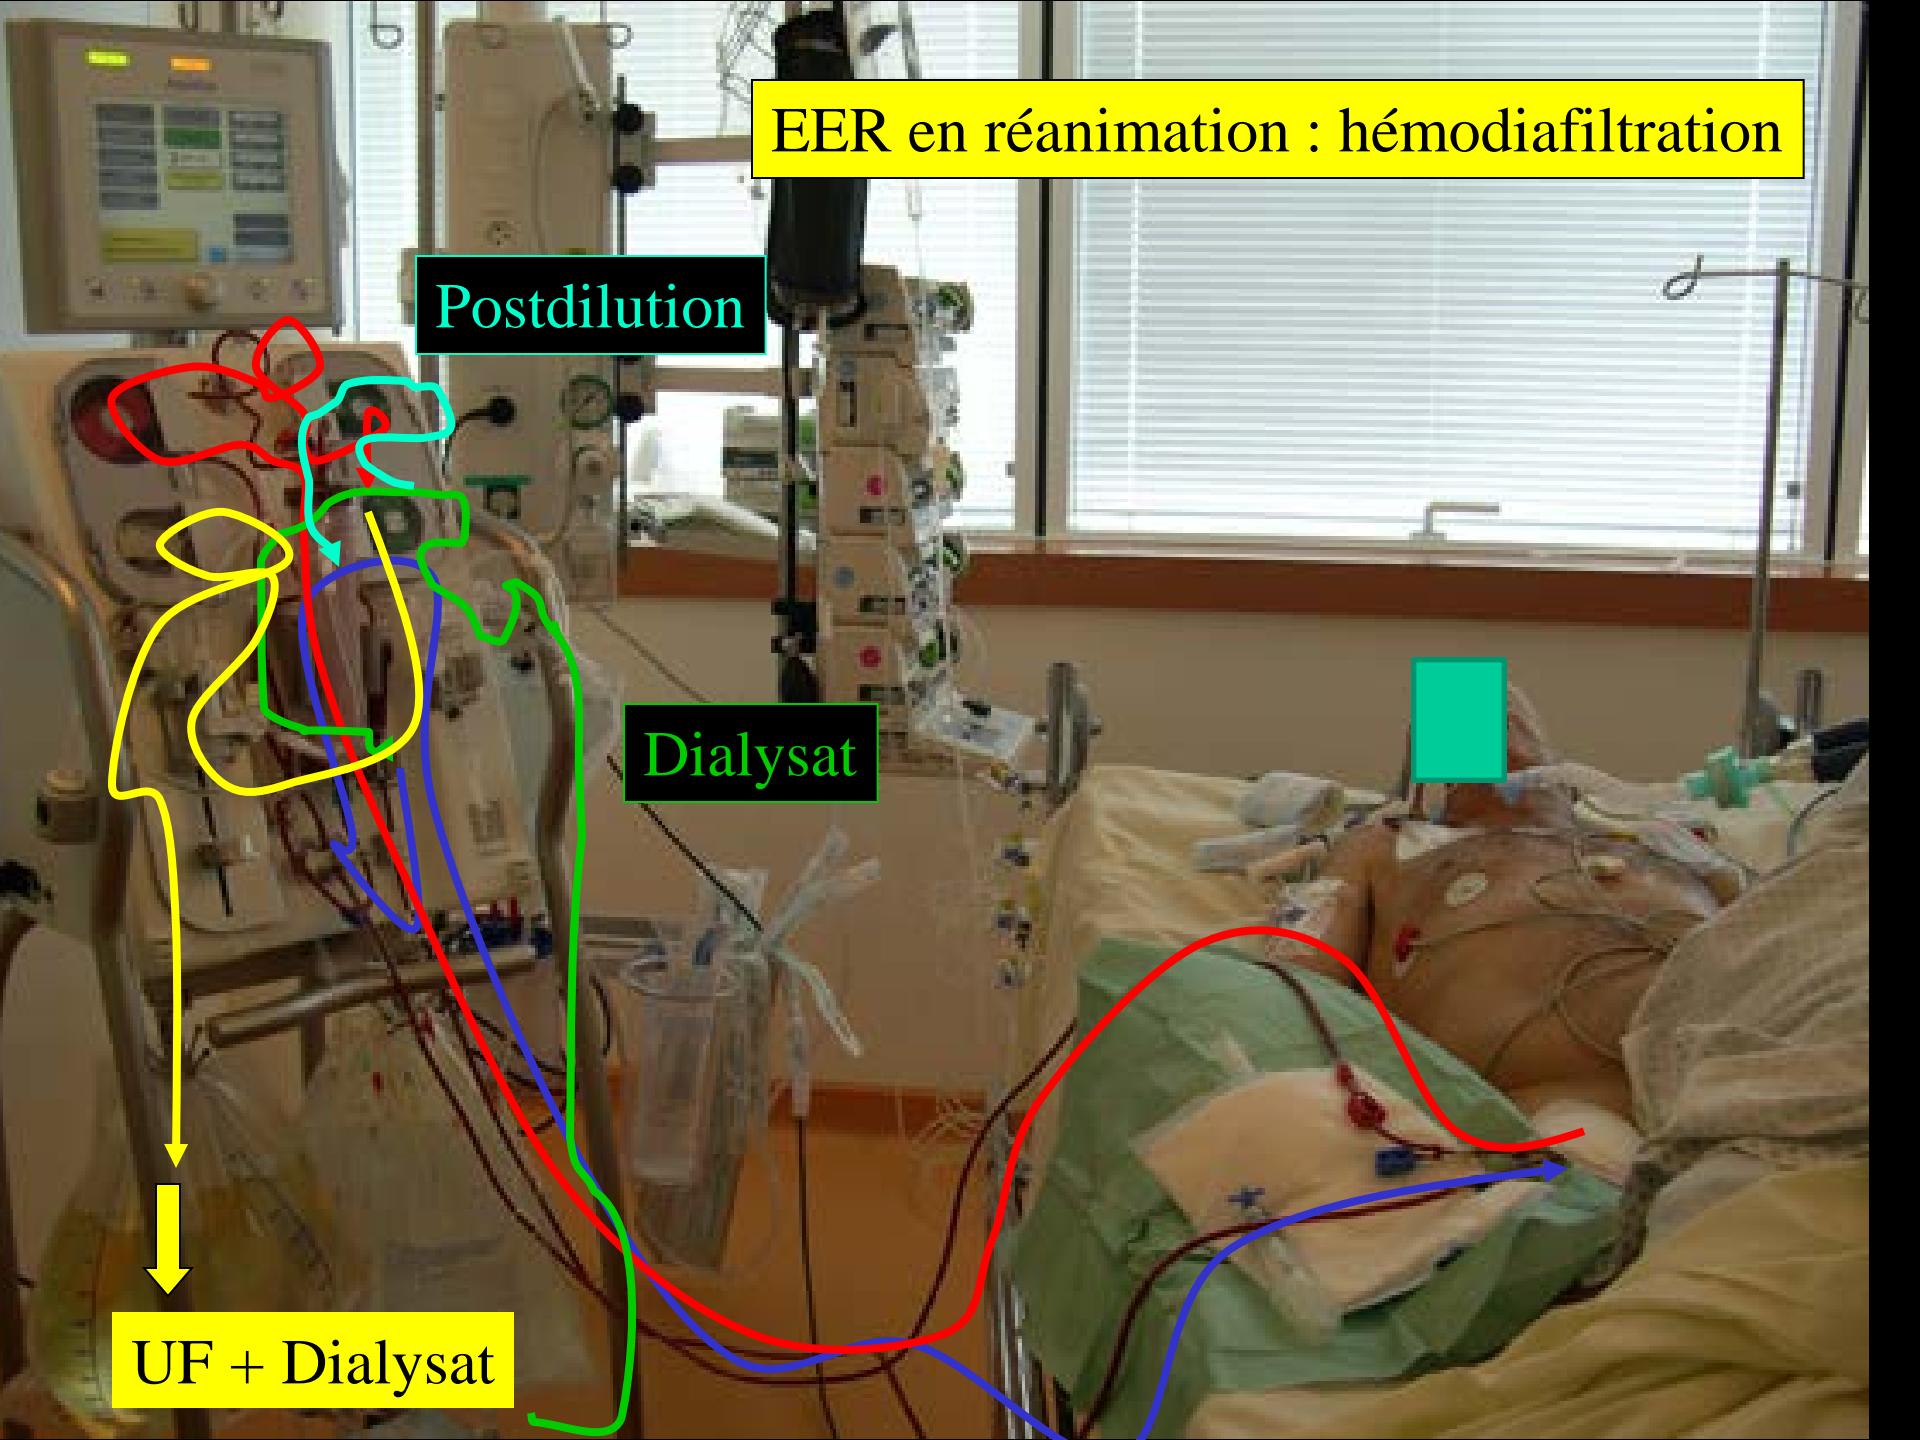 EER en réanimation : hémodiafiltration
Postdilution
Dialysat
UF + Dialysat